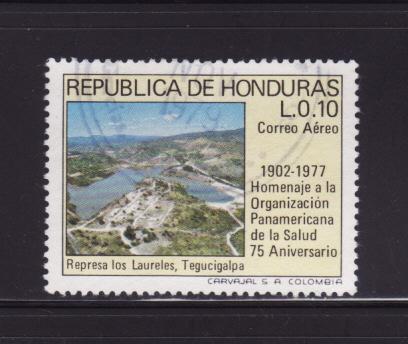 REPUBLICA DE HONDURAS
L.0.10
Correo Aéreo
1902-1977
Homenaje a la
Organización
Panamericana
de la Salud
75 Aniversario
Represa los Laureles, Tegucigalpa
CARVAJAL S A COLOMBIA